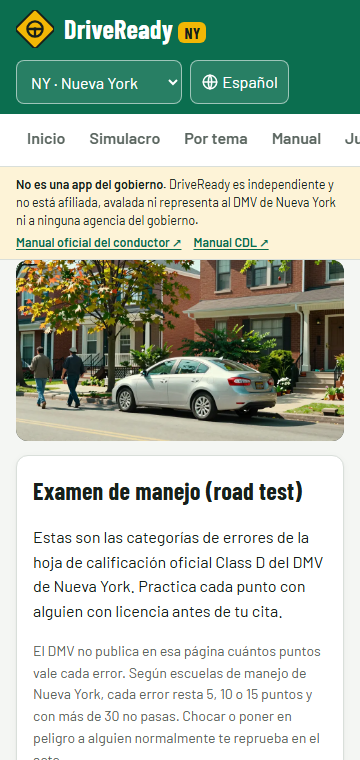 DriveReady NY
NY · Nueva York
Español
Inicio Simulacro Por tema Manual Ju
No es una app del gobierno. DriveReady es independiente y
no está afiliada, avalada ni representa al DMV de Nueva York
ni a ninguna agencia del gobierno.
Manual oficial del conductor ↗ Manual CDL ↗
Examen de manejo (road test)
Estas son las categorías de errores de la
hoja de calificación oficial Class D del DMV
de Nueva York. Practica cada punto con
alguien con licencia antes de tu cita.
El DMV no publica en esa página cuántos puntos
vale cada error. Según escuelas de manejo de
Nueva York, cada error resta 5, 10 o 15 puntos y
con más de 30 no pasas. Chocar o poner en
peligro a alguien normalmente te reprueba en el